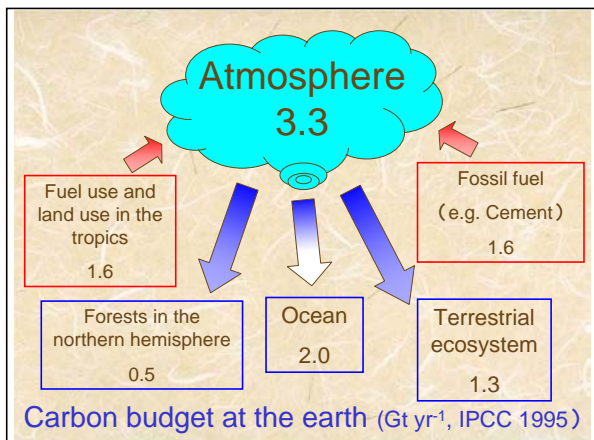 Atmosphere
3.3
Fuel use and
land use in the
tropics
1.6
Fossil fuel
（e.g. Cement）
1.6
Forests in the
northern hemisphere
0.5
Ocean
2.0
Terrestrial
ecosystem
1.3
Carbon budget at the earth (Gt yr⁻¹, IPCC 1995）